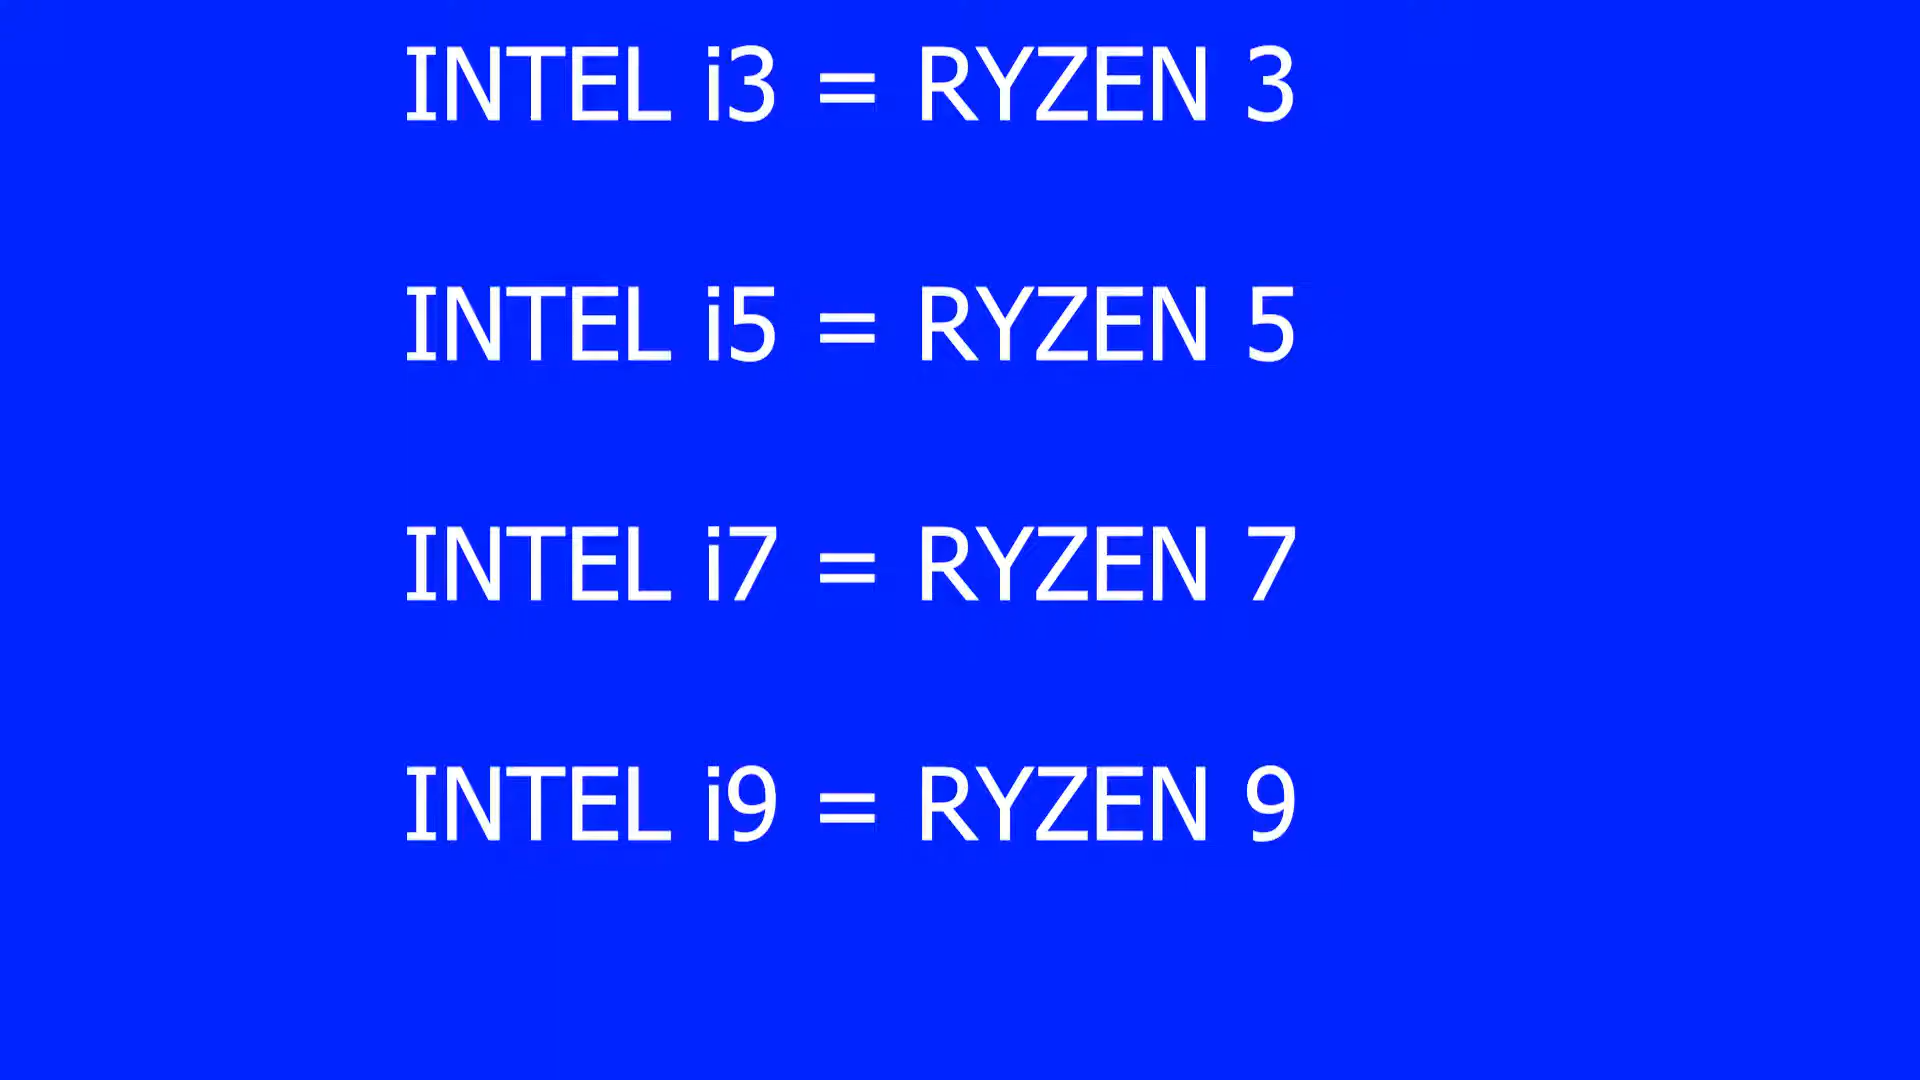 INTEL i3 = RYZEN 3
INTEL i5 = RYZEN 5
INTEL i7 = RYZEN 7
INTEL i9 = RYZEN 9